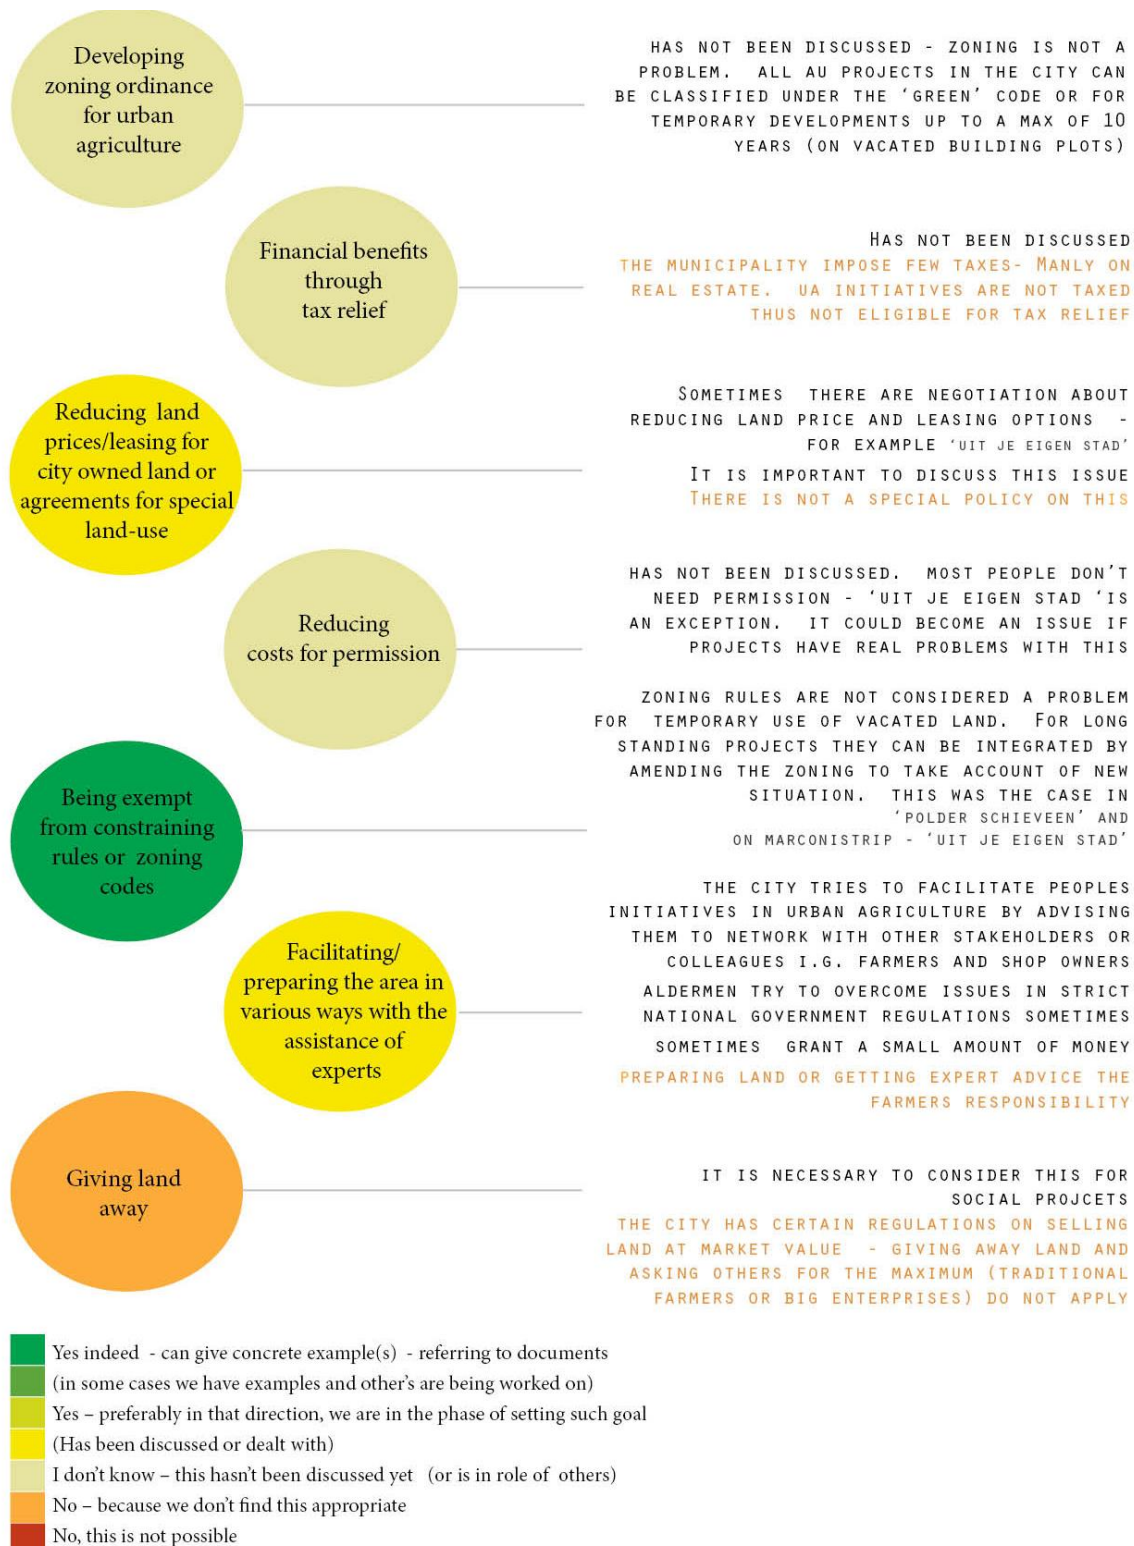 Developing
zoning ordinance
for urban
agriculture
HAS NOT BEEN DISCUSSED - ZONING IS NOT A
PROBLEM. ALL AU PROJECTS IN THE CITY CAN
BE CLASSIFIED UNDER THE ‘GREEN’ CODE OR FOR
TEMPORARY DEVELOPMENTS UP TO A MAX OF 10
YEARS (ON VACATED BUILDING PLOTS)
Financial benefits
through
tax relief
HAS NOT BEEN DISCUSSED
THE MUNICIPALITY IMPOSE FEW TAXES- MANLY ON
REAL ESTATE. UA INITIATIVES ARE NOT TAXED
THUS NOT ELIGIBLE FOR TAX RELIEF
Reducing land
prices/leasing for
city owned land or
agreements for special
land-use
SOMETIMES THERE ARE NEGOTIATION ABOUT
REDUCING LAND PRICE AND LEASING OPTIONS -
FOR EXAMPLE ‘UIT JE EIGEN STAD’
IT IS IMPORTANT TO DISCUSS THIS ISSUE
THERE IS NOT A SPECIAL POLICY ON THIS
Reducing
costs for permission
HAS NOT BEEN DISCUSSED. MOST PEOPLE DON’T
NEED PERMISSION - ‘UIT JE EIGEN STAD ‘IS
AN EXCEPTION. IT COULD BECOME AN ISSUE IF
PROJECTS HAVE REAL PROBLEMS WITH THIS
Being exempt
from constraining
rules or zoning
codes
ZONING RULES ARE NOT CONSIDERED A PROBLEM
FOR TEMPORARY USE OF VACATED LAND. FOR LONG
STANDING PROJECTS THEY CAN BE INTEGRATED BY
AMENDING THE ZONING TO TAKE ACCOUNT OF NEW
SITUATION. THIS WAS THE CASE IN
‘POLDER SCHIEVEEN’ AND
ON MARCONISTRIP - ‘UIT JE EIGEN STAD’
Facilitating/
preparing the area in
various ways with the
assistance of
experts
THE CITY TRIES TO FACILITATE PEOPLES
INITIATIVES IN URBAN AGRICULTURE BY ADVISING
THEM TO NETWORK WITH OTHER STAKEHOLDERS OR
COLLEAGUES I.G. FARMERS AND SHOP OWNERS
ALDERMEN TRY TO OVERCOME ISSUES IN STRICT
NATIONAL GOVERNMENT REGULATIONS SOMETIMES
SOMETIMES GRANT A SMALL AMOUNT OF MONEY
PREPARING LAND OR GETTING EXPERT ADVICE THE
FARMERS RESPONSIBILITY
Giving land
away
IT IS NECESSARY TO CONSIDER THIS FOR
SOCIAL PROJCETS
THE CITY HAS CERTAIN REGULATIONS ON SELLING
LAND AT MARKET VALUE - GIVING AWAY LAND AND
ASKING OTHERS FOR THE MAXIMUM (TRADITIONAL
FARMERS OR BIG ENTERPRISES) DO NOT APPLY
Yes indeed - can give concrete example(s) - referring to documents
(in some cases we have examples and other’s are being worked on)
Yes – preferably in that direction, we are in the phase of setting such goal
(Has been discussed or dealt with)
I don’t know – this hasn’t been discussed yet (or is in role of others)
No – because we don’t find this appropriate
No, this is not possible